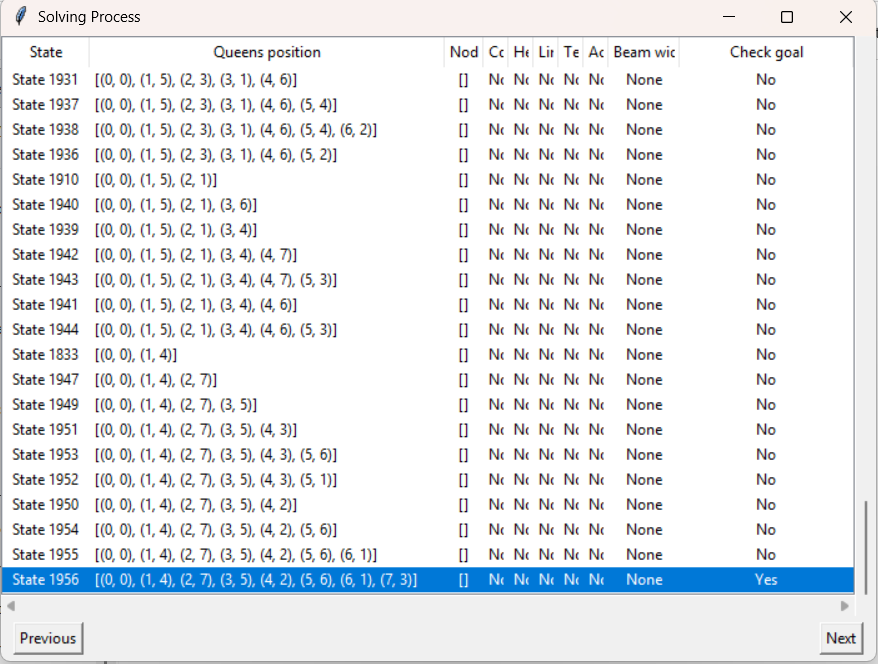 Solving Process
State Queens position Nod Cc He Lir Te Ac Beam wic Check goal
State 1931 [(0, 0), (1, 5), (2, 3), (3, 1), (4, 6)] [] Nc Nc Nc Nc Nc None No
State 1937 [(0, 0), (1, 5), (2, 3), (3, 1), (4, 6), (5, 4)] [] Nc Nc Nc Nc Nc None No
State 1938 [(0, 0), (1, 5), (2, 3), (3, 1), (4, 6), (5, 4), (6, 2)] [] Nc Nc Nc Nc Nc None No
State 1936 [(0, 0), (1, 5), (2, 3), (3, 1), (4, 6), (5, 2)] [] Nc Nc Nc Nc Nc None No
State 1910 [(0, 0), (1, 5), (2, 1)] [] Nc Nc Nc Nc Nc None No
State 1940 [(0, 0), (1, 5), (2, 1), (3, 6)] [] Nc Nc Nc Nc Nc None No
State 1939 [(0, 0), (1, 5), (2, 1), (3, 4)] [] Nc Nc Nc Nc Nc None No
State 1942 [(0, 0), (1, 5), (2, 1), (3, 4), (4, 7)] [] Nc Nc Nc Nc Nc None No
State 1943 [(0, 0), (1, 5), (2, 1), (3, 4), (4, 7), (5, 3)] [] Nc Nc Nc Nc Nc None No
State 1941 [(0, 0), (1, 5), (2, 1), (3, 4), (4, 6)] [] Nc Nc Nc Nc Nc None No
State 1944 [(0, 0), (1, 5), (2, 1), (3, 4), (4, 6), (5, 3)] [] Nc Nc Nc Nc Nc None No
State 1833 [(0, 0), (1, 4)] [] Nc Nc Nc Nc Nc None No
State 1947 [(0, 0), (1, 4), (2, 7)] [] Nc Nc Nc Nc Nc None No
State 1949 [(0, 0), (1, 4), (2, 7), (3, 5)] [] Nc Nc Nc Nc Nc None No
State 1951 [(0, 0), (1, 4), (2, 7), (3, 5), (4, 3)] [] Nc Nc Nc Nc Nc None No
State 1953 [(0, 0), (1, 4), (2, 7), (3, 5), (4, 3), (5, 6)] [] Nc Nc Nc Nc Nc None No
State 1952 [(0, 0), (1, 4), (2, 7), (3, 5), (4, 3), (5, 1)] [] Nc Nc Nc Nc Nc None No
State 1950 [(0, 0), (1, 4), (2, 7), (3, 5), (4, 2)] [] Nc Nc Nc Nc Nc None No
State 1954 [(0, 0), (1, 4), (2, 7), (3, 5), (4, 2), (5, 6)] [] Nc Nc Nc Nc Nc None No
State 1955 [(0, 0), (1, 4), (2, 7), (3, 5), (4, 2), (5, 6), (6, 1)] [] Nc Nc Nc Nc Nc None No
State 1956 [(0, 0), (1, 4), (2, 7), (3, 5), (4, 2), (5, 6), (6, 1), (7, 3)] [] Nc Nc Nc Nc Nc None Yes
Previous Next